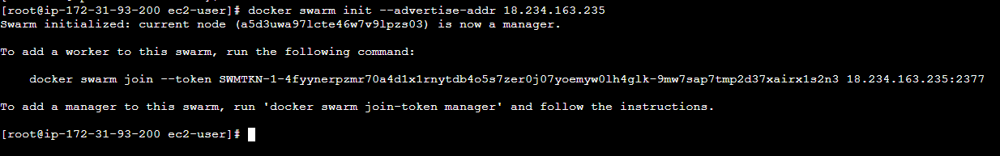 [root@ip-172-31-93-200 ec2-user]# docker swarm init --advertise-addr 18.234.163.235
Swarm initialized: current node (a5d3uwa97lcte46w7v9lpzs03) is now a manager.
To add a worker to this swarm, run the following command:
docker swarm join --token SWMTKN-1-4fyynerpzmr70a4d1x1rnytdb4o5s7zer0j07yoemyw0lh4glk-9mw7sap7tmp2d37xairx1s2n3 18.234.163.235:2377
To add a manager to this swarm, run 'docker swarm join-token manager' and follow the instructions.
[root@ip-172-31-93-200 ec2-user]#